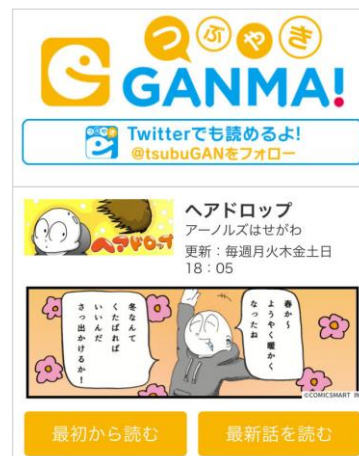 つぶやき
GANMA!
Twitterでも読めるよ!
@tsubuGANをフォロー
ヘアドロップ
ヘアドロップ
アーノルズはせがわ
更新:毎週月火木金土日
18:05
春か〜
ようやく暖かく
なったね
冬なんて
くたばれば
いいんだ
さっ出かけるか!
©COMICSMART
最初から読む
最新話を読む